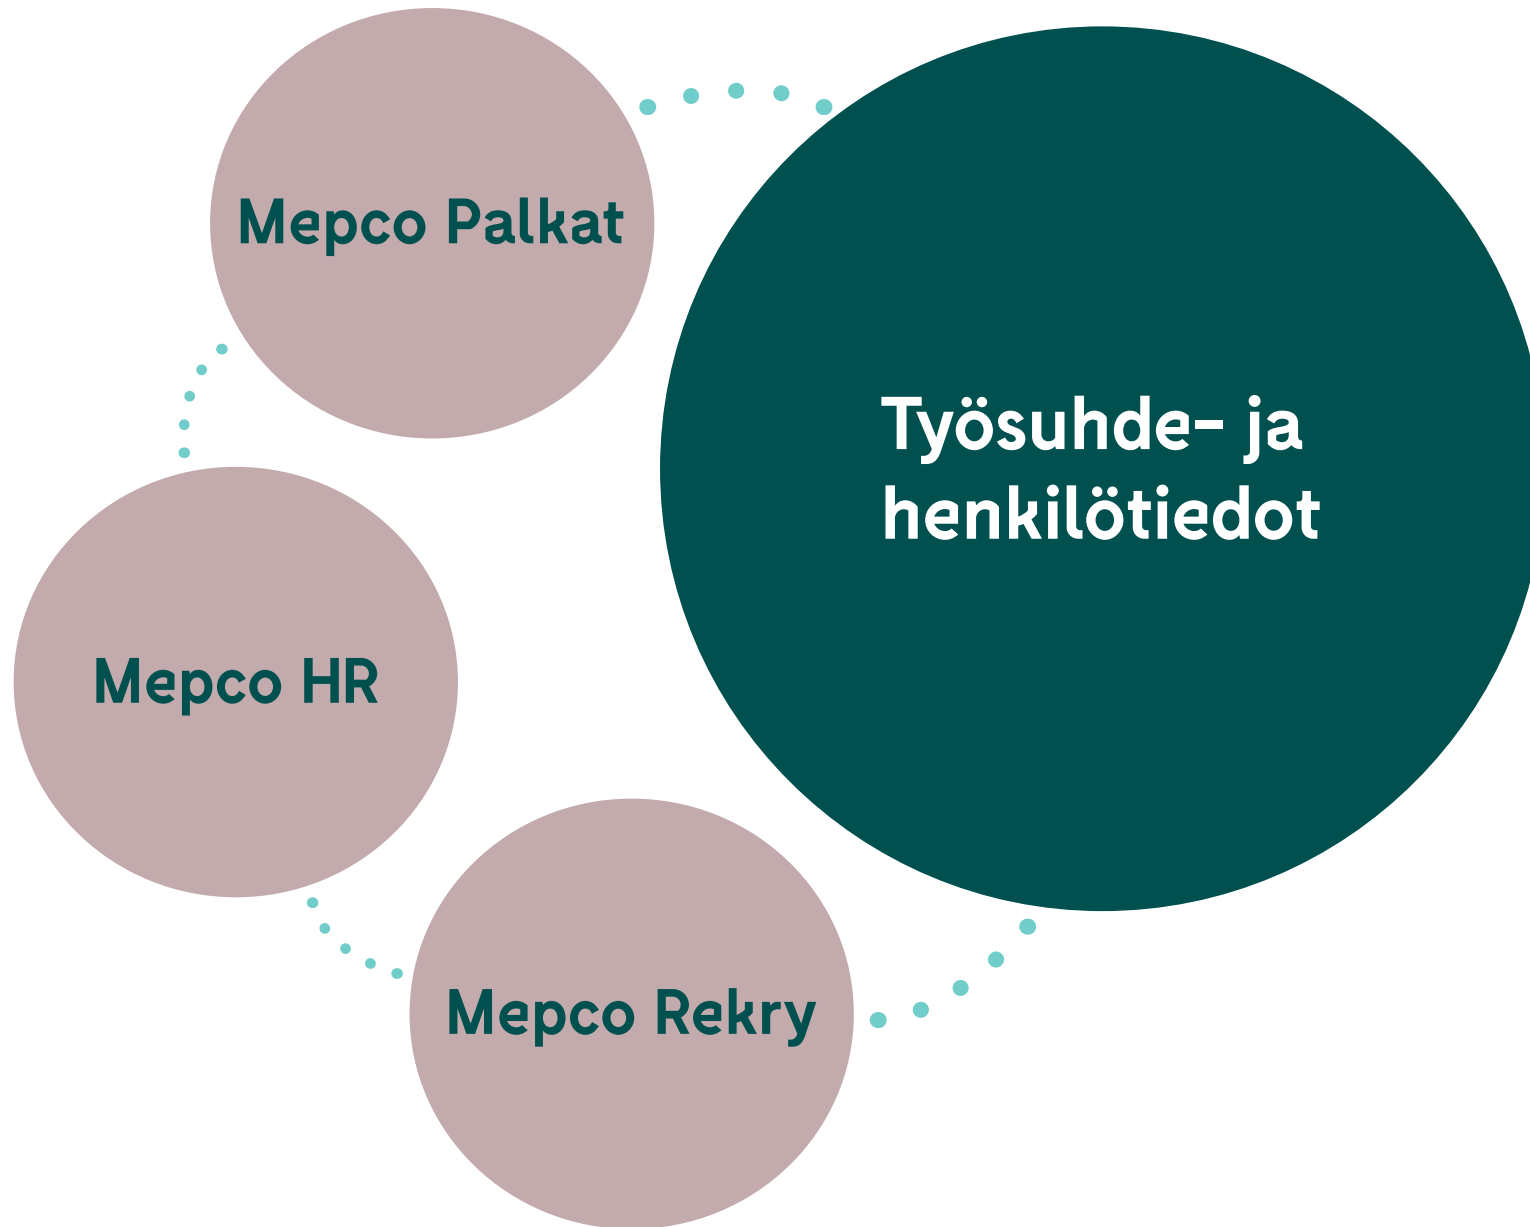 Mepco Palkat
Työsuhde- ja
henkilötiedot
Mepco HR
Mepco Rekry